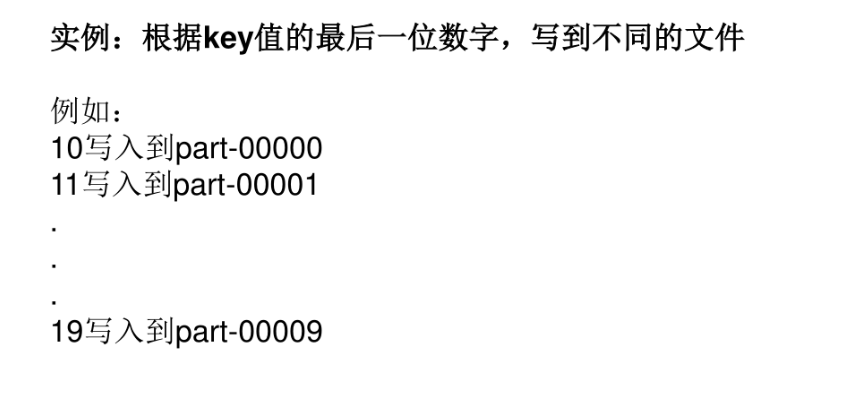 实例：根据key值的最后一位数字，写到不同的文件
例如：
10写入到part-00000
11写入到part-00001
.
.
.
19写入到part-00009